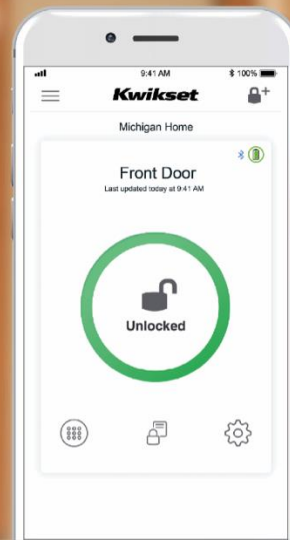 9:41 AM
100%
Kwikset
Michigan Home
Front Door
Last updated today at 9:41 AM
Unlocked